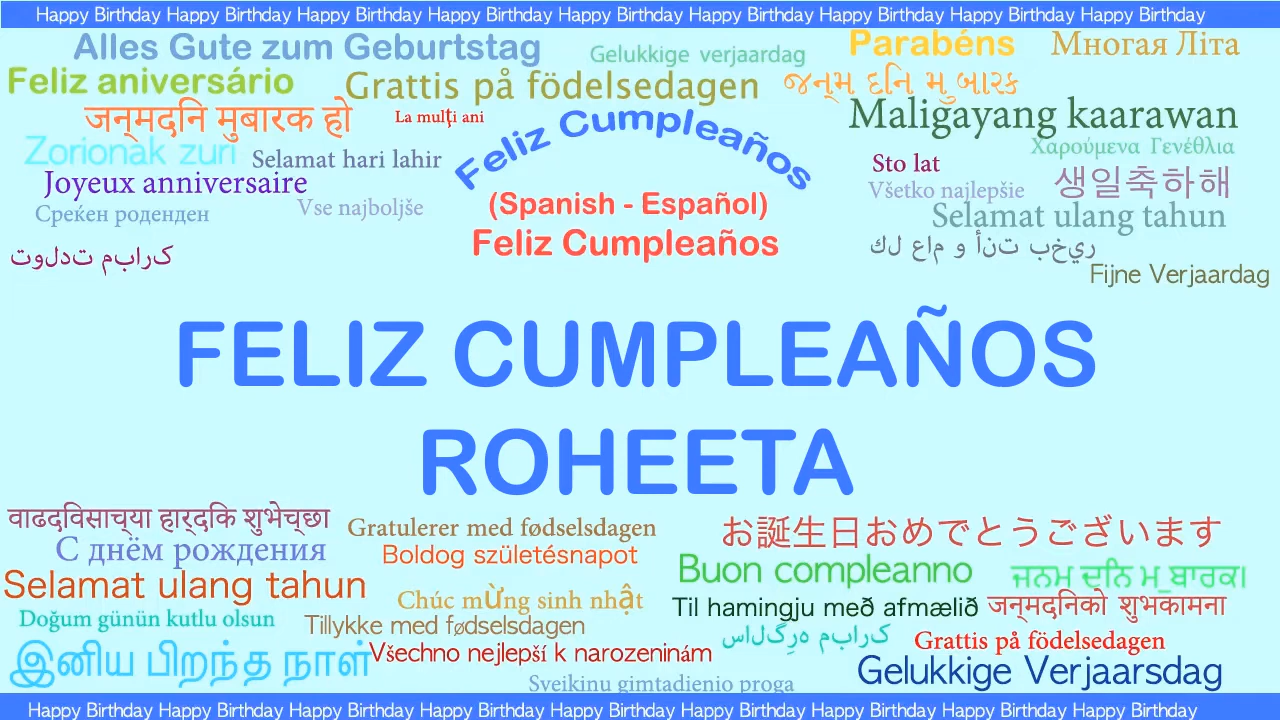 Happy Birthday Happy Birthday Happy Birthday Happy Birthday Happy Birthday Happy Birthday Happy Birthday Happy Birthday Happy Birthday
Alles Gute zum Geburtstag
Gelukkige verjaardag
Parabéns
Многая Літа
Feliz aniversário
Grattis på födelsedagen
જન્મ દિન મુબારક
जन्मदिन मुबारक हो
La mulţi ani
Feliz Cumpleaños
Maligayang kaarawan
Zorionak zuri
Selamat hari lahir
Χαρούμενα Γενέθλια
Sto lat
Joyeux anniversaire
Všetko najlepšie
생일축하해
(Spanish - Español)
Среќен роденден
Vse najboljše
Selamat ulang tahun
Feliz Cumpleaños
تولدت مبارک
كل عام و أنت بخير
Fijne Verjaardag
FELIZ CUMPLEAÑOS
ROHEETA
वाढदिवसाच्या हार्दिक शुभेच्छा
Gratulerer med fødselsdagen
お誕生日おめでとうございます
С днём рождения
Boldog születésnapot
Buon compleanno
ਜਨਮ ਦਿਨ ਮੁਬਾਰਕ।
Selamat ulang tahun
Chúc mừng sinh nhật
Til hamingju með afmælið
जन्मदिनको शुभकामना
Doğum günün kutlu olsun
Tillykke med fødselsdagen
سالگرہ مبارک
Grattis på födelsedagen
இனிய பிறந்த நாள்
Všechno nejlepší k narozeninám
Gelukkige Verjaarsdag
Sveikinu gimtadienio proga
Happy Birthday Happy Birthday Happy Birthday Happy Birthday Happy Birthday Happy Birthday Happy Birthday Happy Birthday Happy Birthday